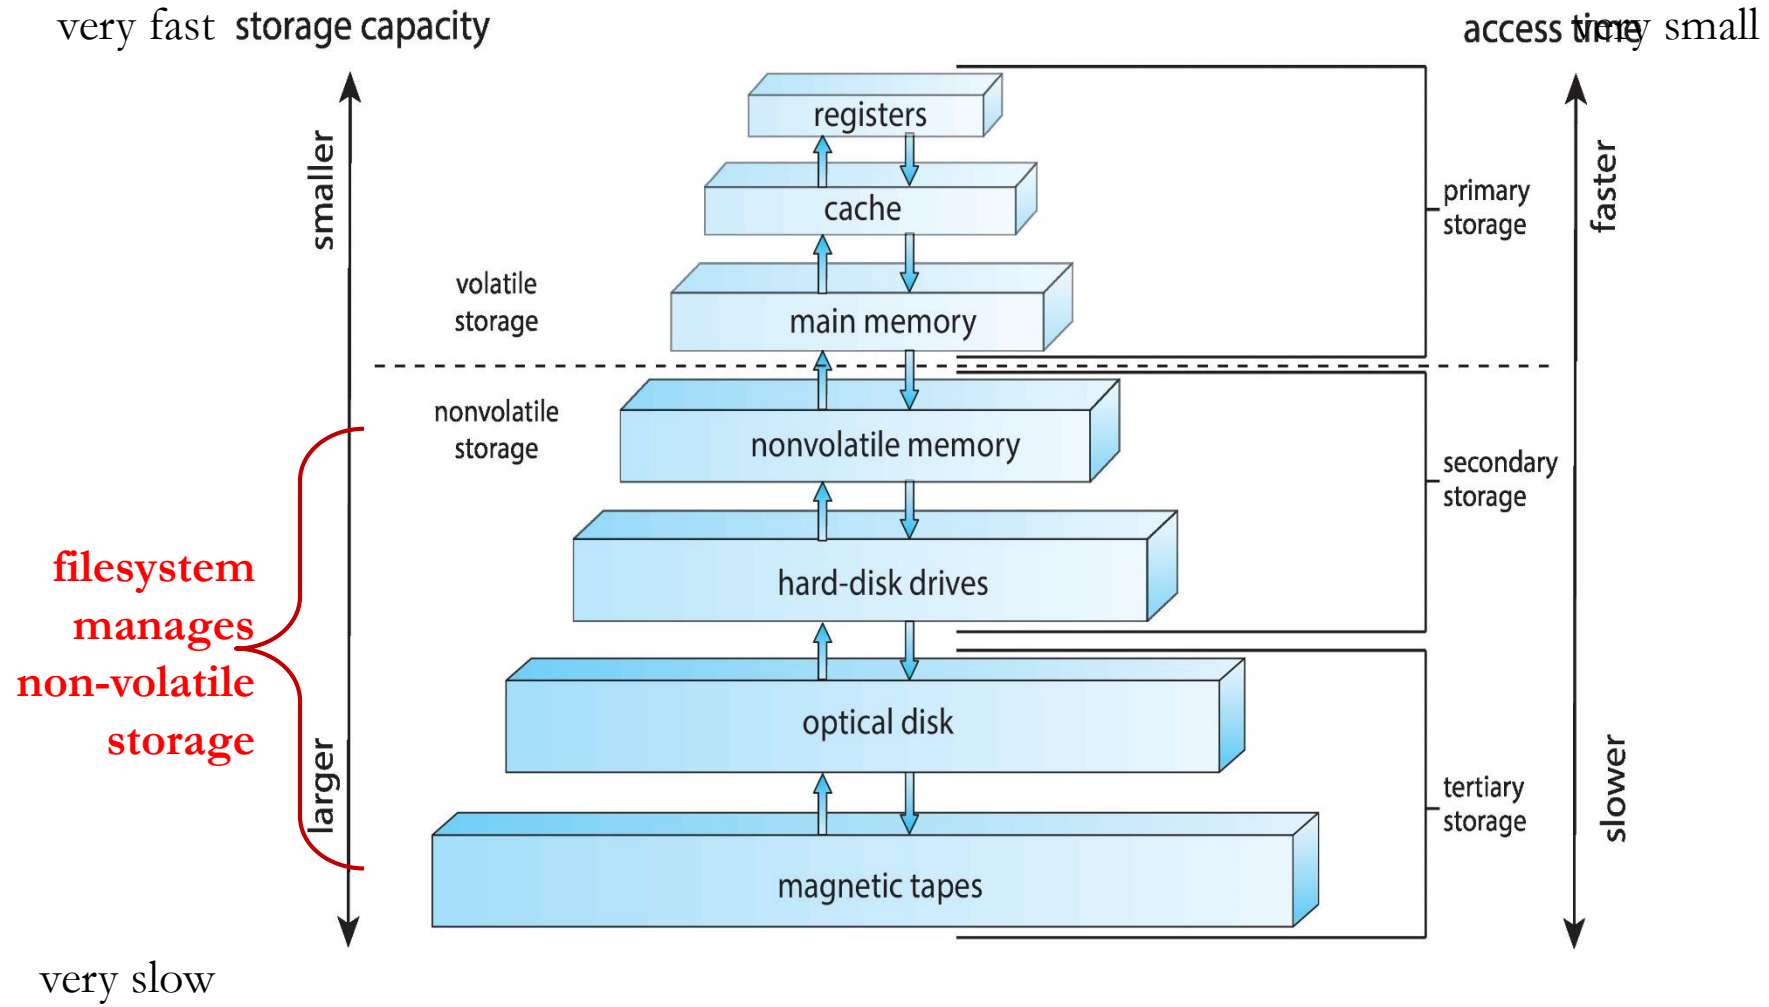 very fast
storage capacity
access time
very small
smaller
faster
registers
cache
primary
storage
volatile
storage
main memory
nonvolatile
storage
nonvolatile memory
secondary
storage
hard-disk drives
filesystem
manages
non-volatile
storage
optical disk
larger
slower
tertiary
storage
magnetic tapes
very slow